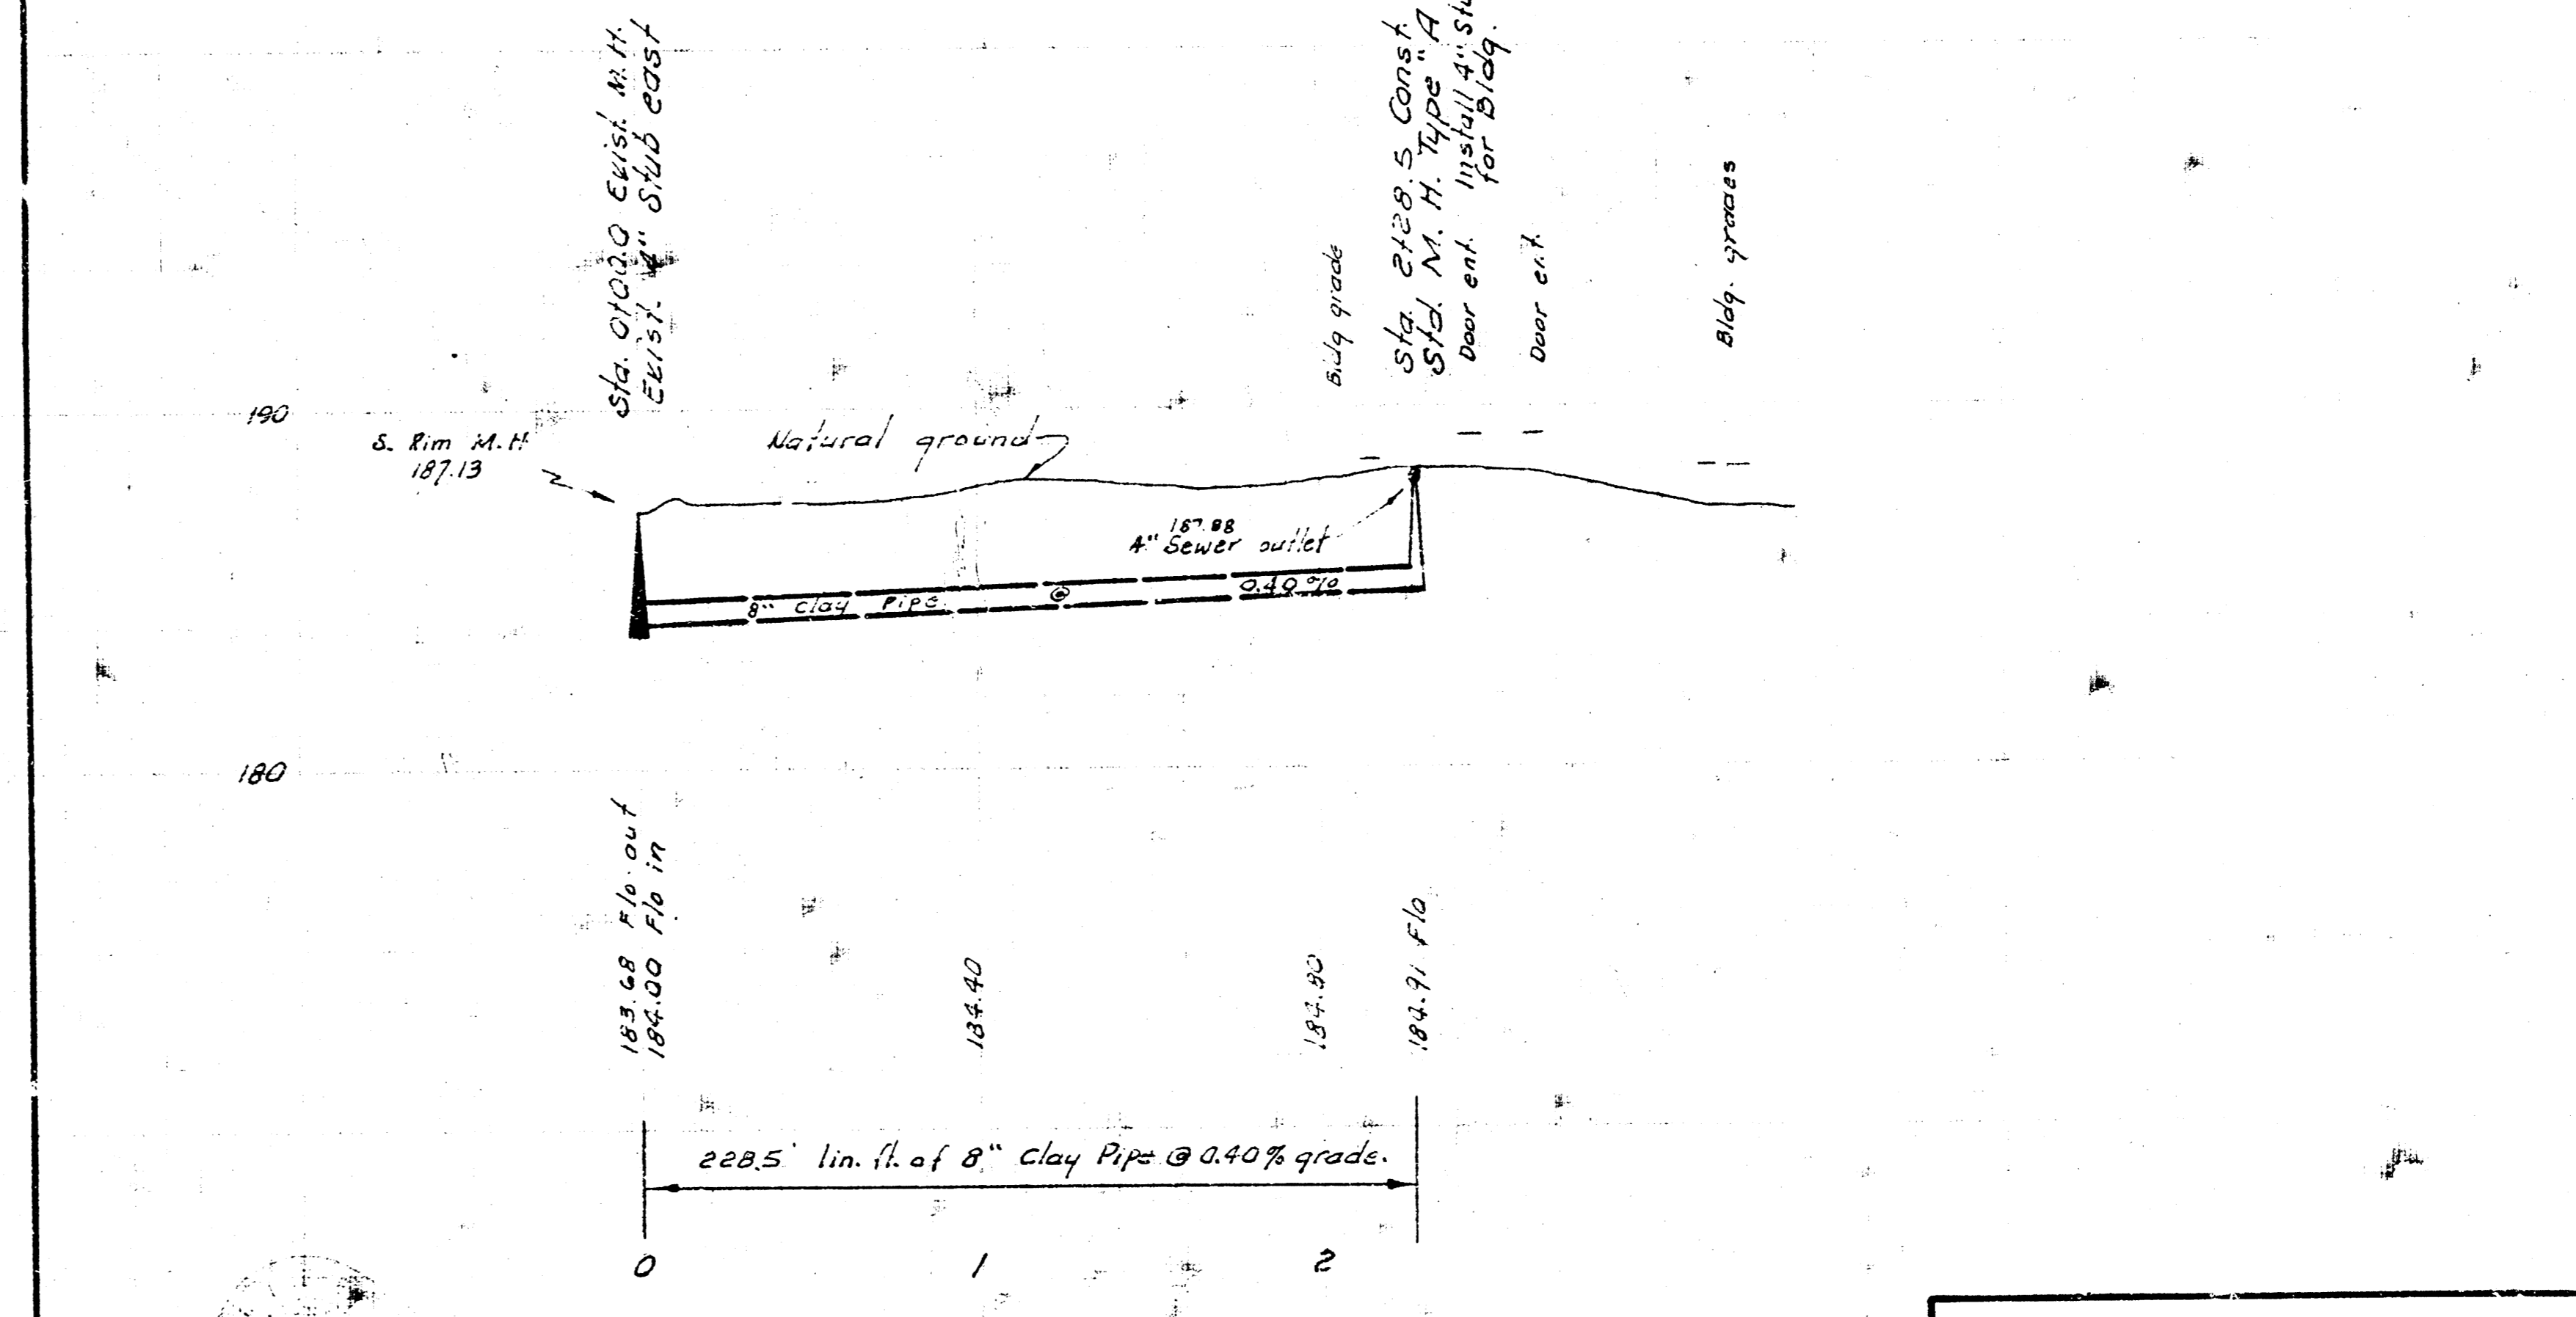 Sta. 0+00.0 Exist. M.H.
Exist. 4" Stub east
Bldg grade
Sta. 2+28.5 Const.
Std. M.H. Type "A
Door ent.
Install 4"
for Bldg.
Door ent.
Bldg. grades
190
S. Rim M.H.
187.13
Natural ground
187.88
4" Sewer outlet
8" Clay Pipe @ 0.40%
180
183.68 Flo out
184.00 Flo in
184.40
184.80
184.91 Flo
228.5' lin. ft. of 8" Clay Pipe @ 0.40% grade.
0 1 2